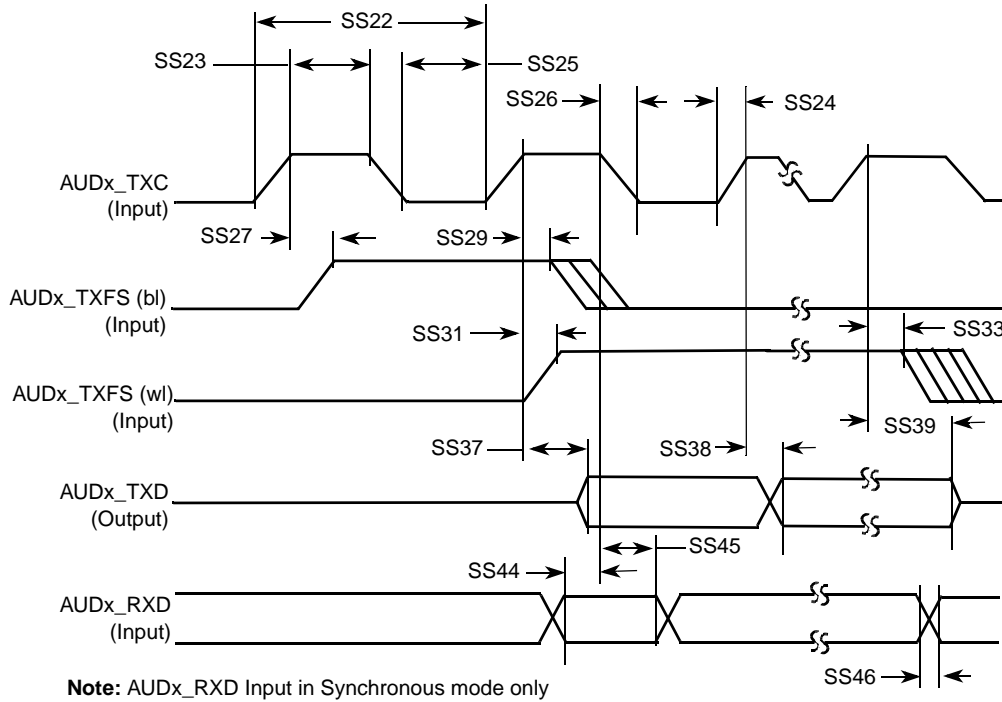 SS22
SS23
SS25
SS26
SS24
AUDx_TXC
(Input)
SS27
SS29
AUDx_TXFS (bl)
(Input)
SS31
SS33
AUDx_TXFS (wl)
(Input)
SS39
SS37
SS38
AUDx_TXD
(Output)
SS45
SS44
AUDx_RXD
(Input)
SS46
Note: AUDx_RXD Input in Synchronous mode only